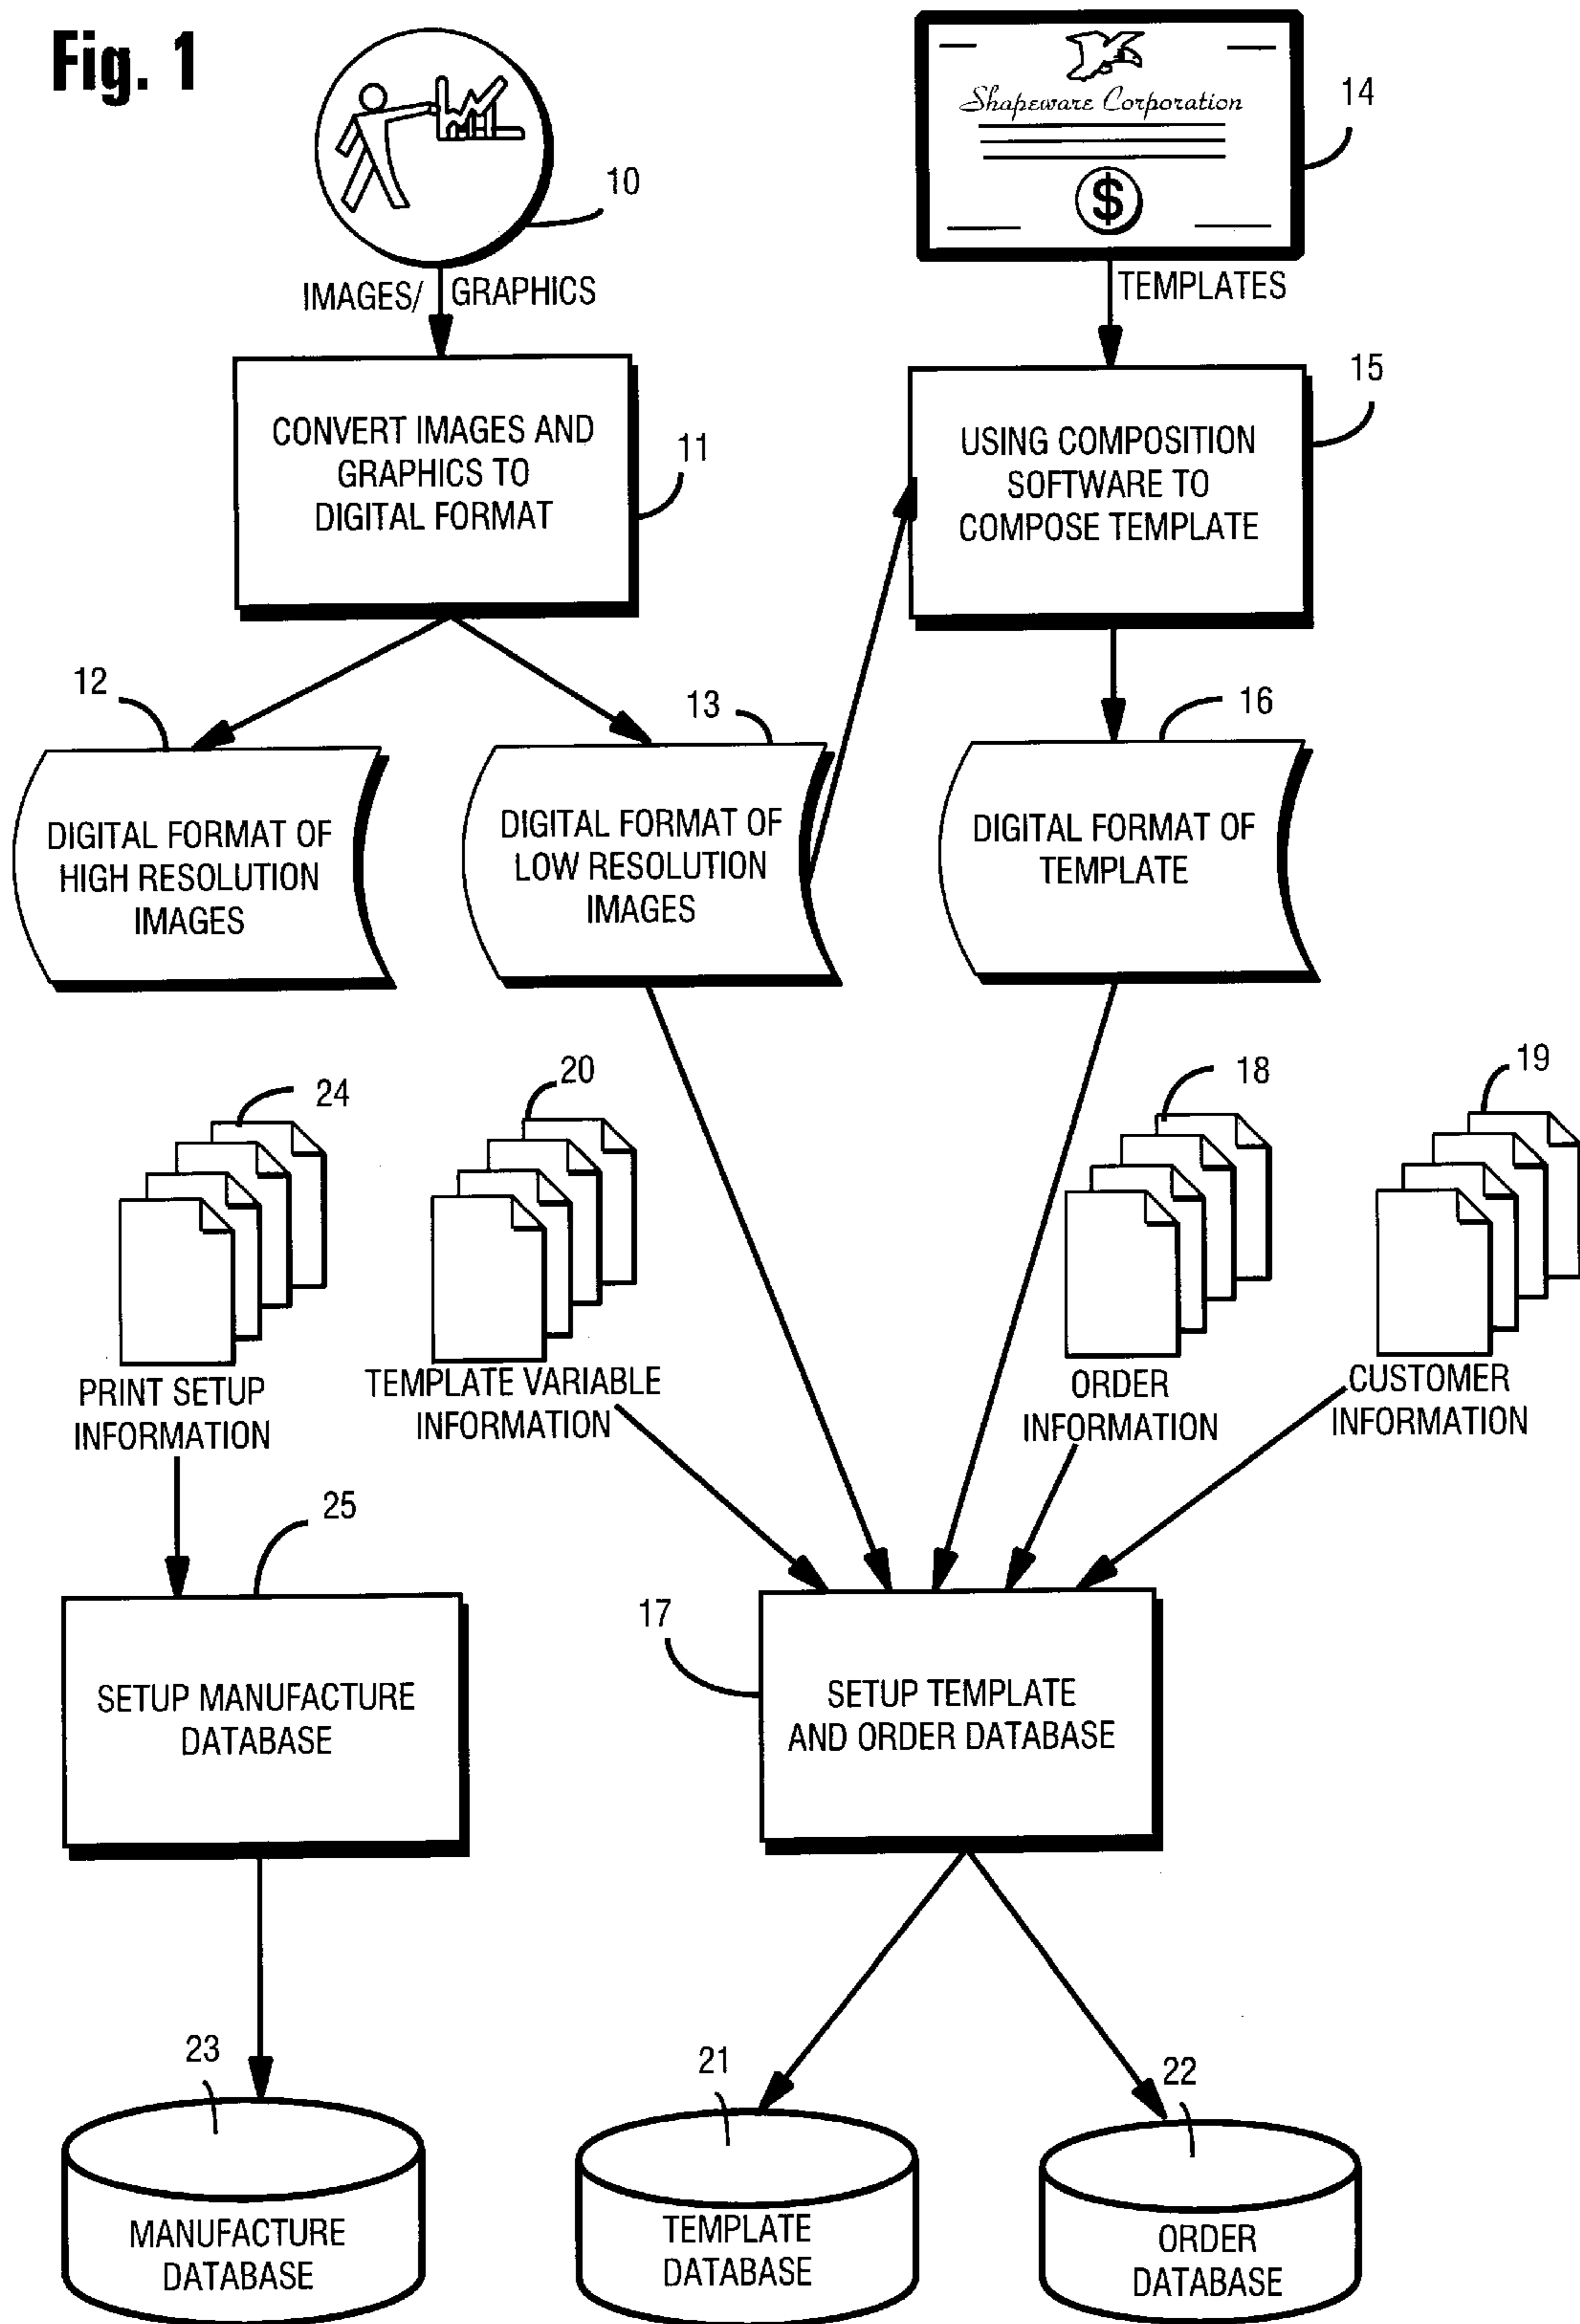 Fig. 1
10
IMAGES/ GRAPHICS
Shapeware Corporation
$
14
TEMPLATES
CONVERT IMAGES AND
GRAPHICS TO
DIGITAL FORMAT
11
USING COMPOSITION
SOFTWARE TO
COMPOSE TEMPLATE
15
12
DIGITAL FORMAT OF
HIGH RESOLUTION
IMAGES
13
DIGITAL FORMAT OF
LOW RESOLUTION
IMAGES
16
DIGITAL FORMAT OF
TEMPLATE
24
PRINT SETUP
INFORMATION
20
TEMPLATE VARIABLE
INFORMATION
18
ORDER
INFORMATION
19
CUSTOMER
INFORMATION
25
SETUP MANUFACTURE
DATABASE
17
SETUP TEMPLATE
AND ORDER DATABASE
23
MANUFACTURE
DATABASE
21
TEMPLATE
DATABASE
22
ORDER
DATABASE